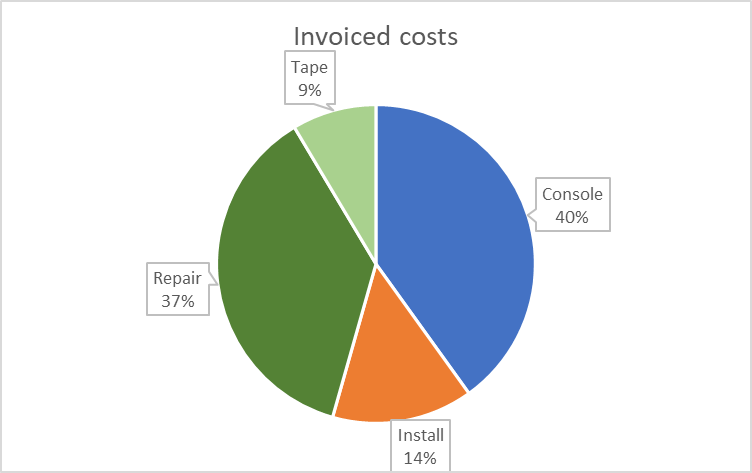 Invoiced costs
Tape
9%
Console
40%
Repair
37%
Install
14%